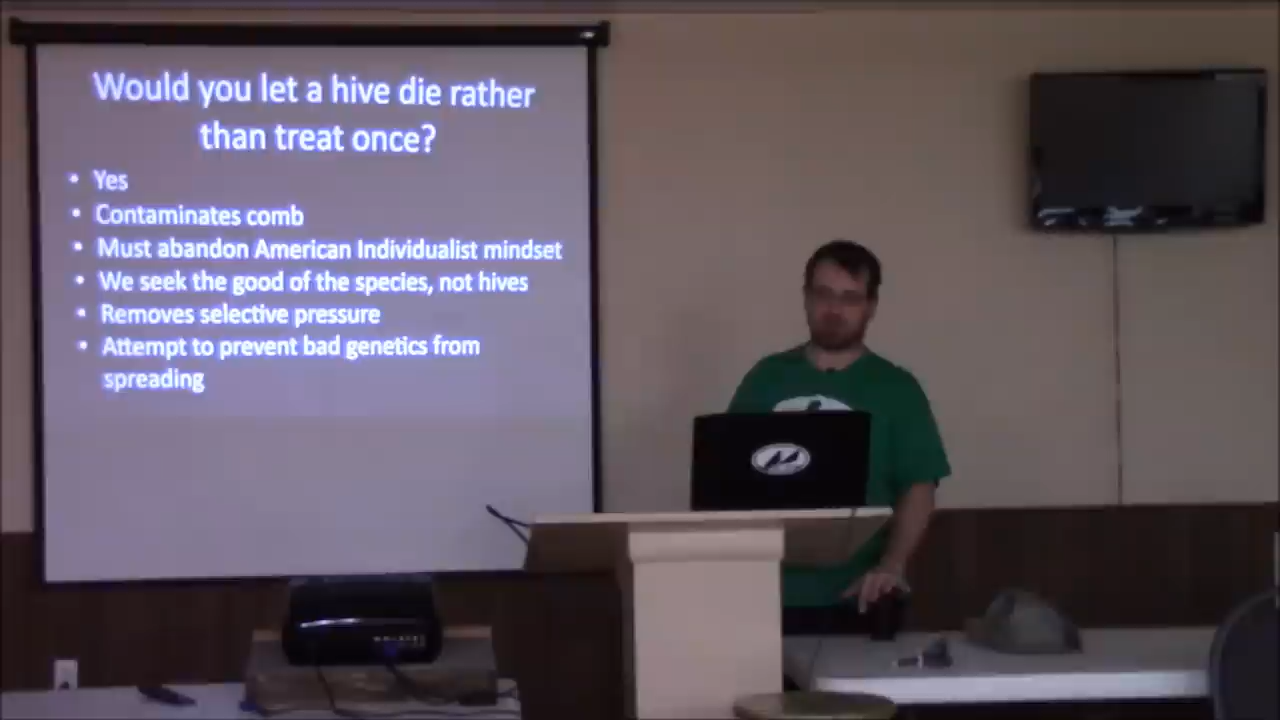 Would you let a hive die rather
than treat once?
• Yes
• Contaminates comb
• Must abandon American Individualist mindset
• We seek the good of the species, not hives
• Removes selective pressure
• Attempt to prevent bad genetics from
spreading